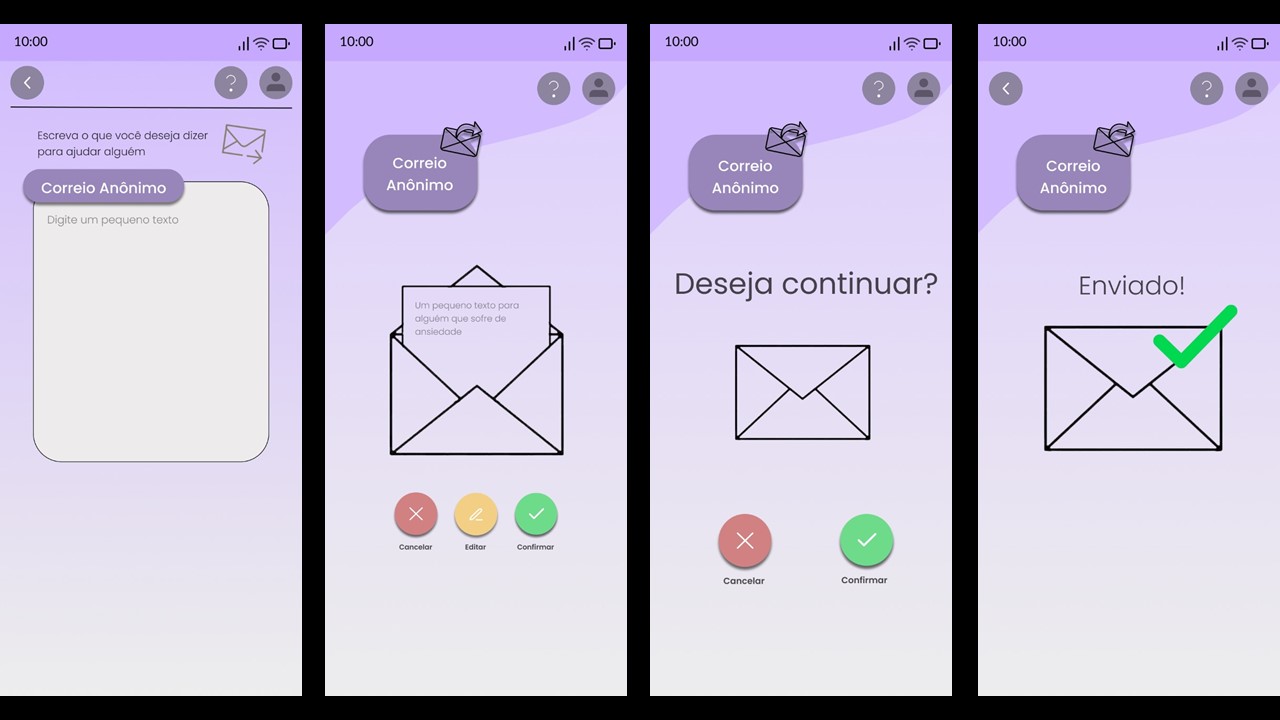 10:00
Escreva o que você deseja dizer
para ajudar alguém
Correio Anônimo
Digite um pequeno texto
10:00
Correio
Anônimo
Um pequeno texto para
alguém que sofre de
ansiedade
Cancelar
Editar
Confirmar
10:00
Correio
Anônimo
Deseja continuar?
Cancelar
Confirmar
10:00
Correio
Anônimo
Enviado!